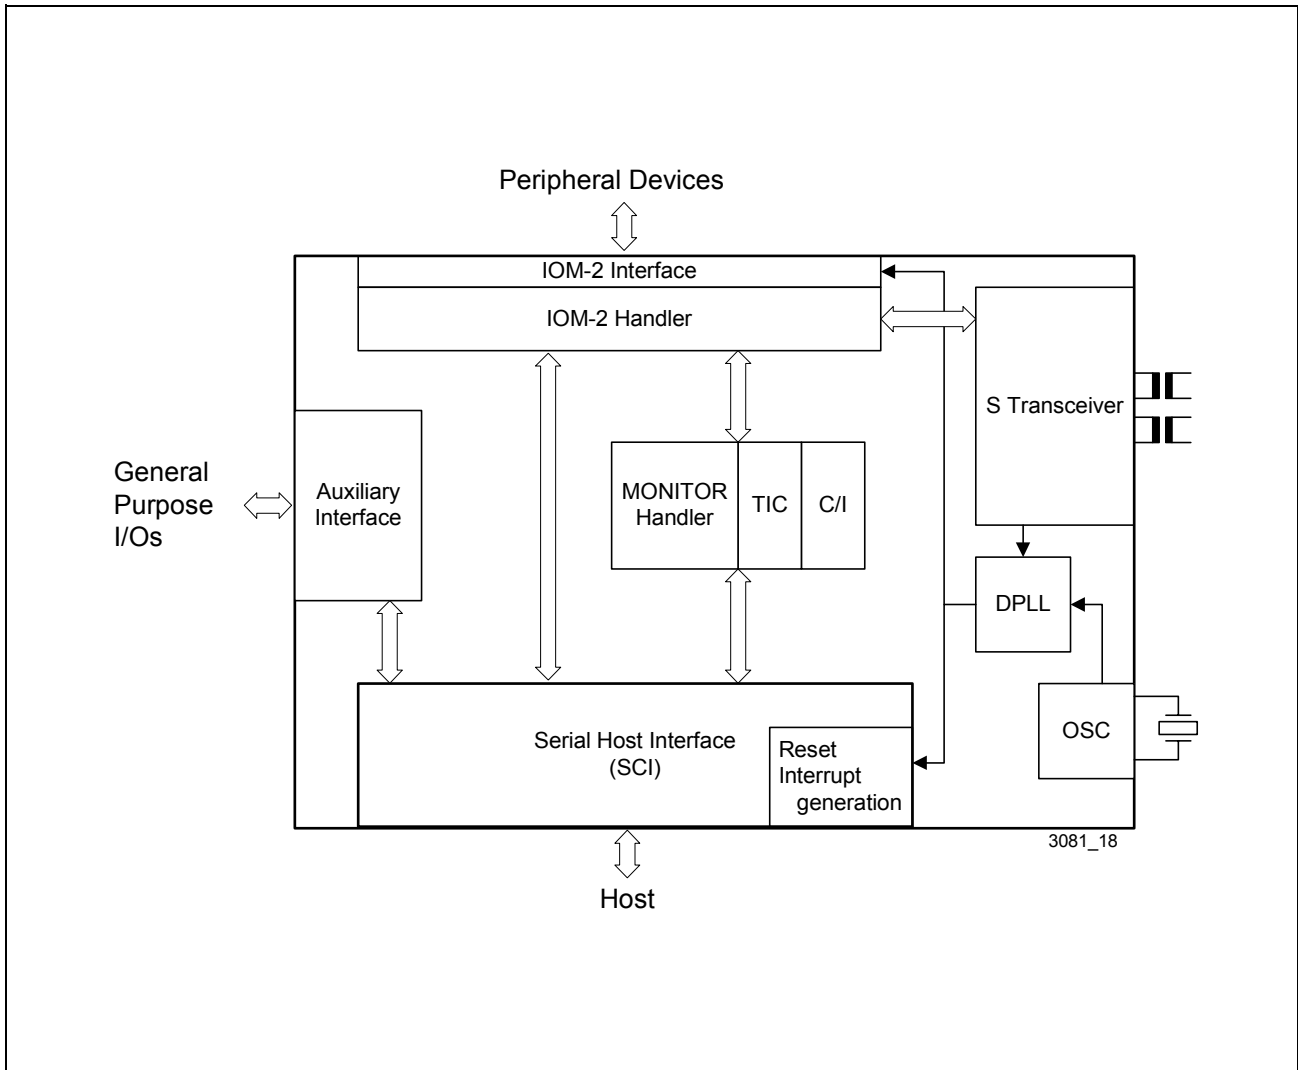 Peripheral Devices
IOM-2 Interface
IOM-2 Handler
S Transceiver
General
Purpose
I/Os
Auxiliary
Interface
MONITOR
Handler
TIC
C/I
DPLL
OSC
Serial Host Interface
(SCI)
Reset
Interrupt
generation
3081_18
Host